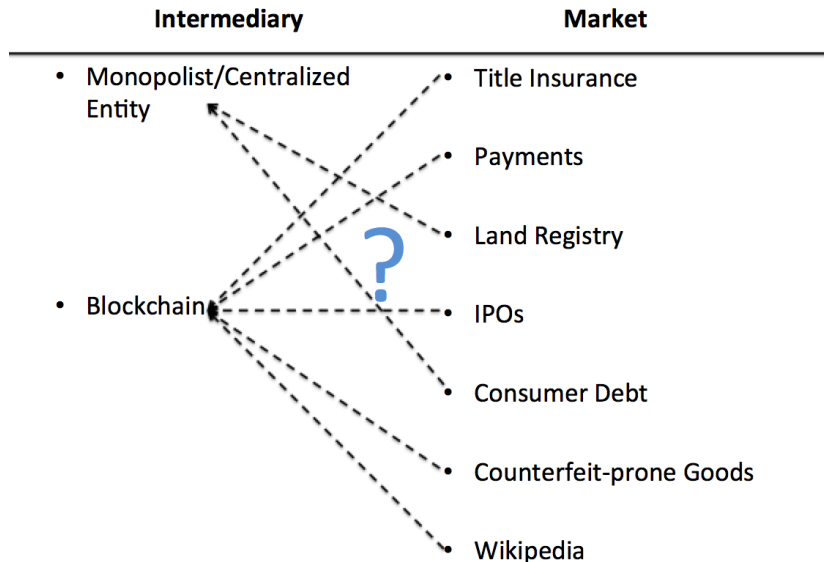 Intermediary Market
• Monopolist/Centralized
Entity
• Blockchain
• Title Insurance
• Payments
• Land Registry
?
• IPOs
• Consumer Debt
• Counterfeit-prone Goods
• Wikipedia